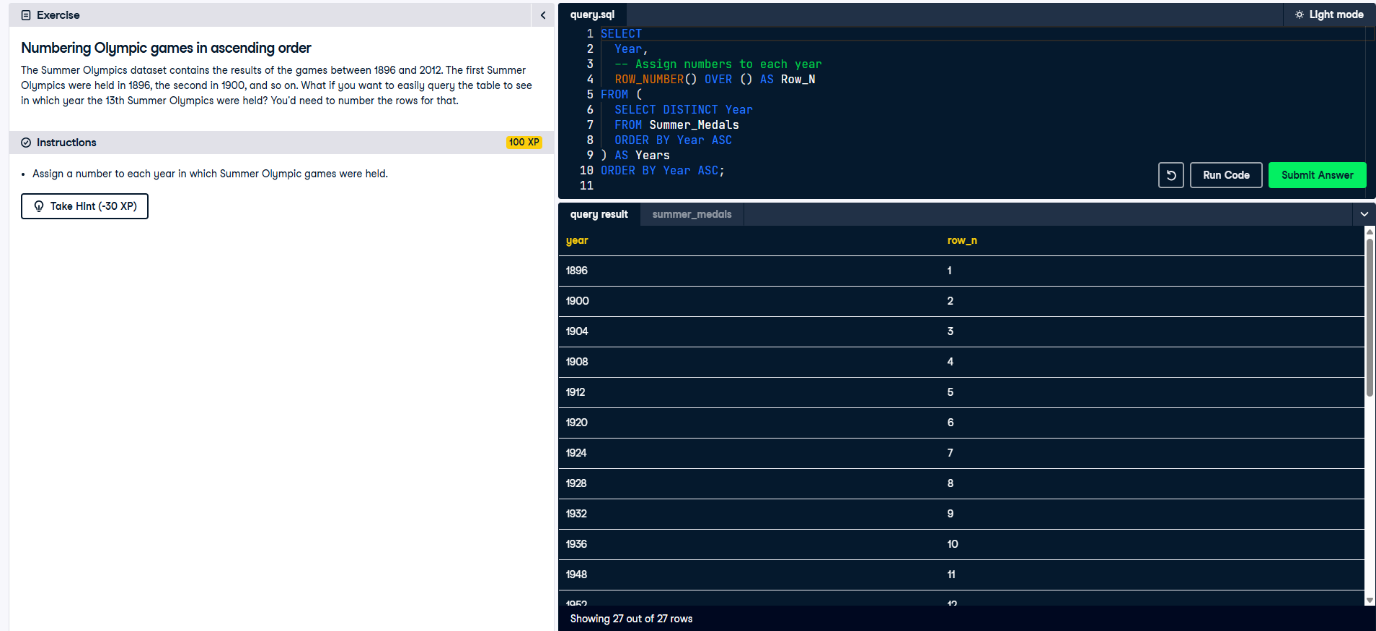 Exercise
Numbering Olympic games in ascending order
The Summer Olympics dataset contains the results of the games between 1896 and 2012. The first Summer
Olympics were held in 1896, the second in 1900, and so on. What if you want to easily query the table to see
in which year the 13th Summer Olympics were held? You'd need to number the rows for that.
Instructions
100 XP
• Assign a number to each year in which Summer Olympic games were held.
Take Hint (-30 XP)
query.sql
Light mode
1 SELECT
2 Year,
3 -- Assign numbers to each year
4 ROW_NUMBER() OVER () AS Row_N
5 FROM (
6 SELECT DISTINCT Year
7 FROM Summer_Medals
8 ORDER BY Year ASC
9 ) AS Years
10 ORDER BY Year ASC;
11
Run Code
Submit Answer
query result
summer_medals
year row_n
1896 1
1900 2
1904 3
1908 4
1912 5
1920 6
1924 7
1928 8
1932 9
1936 10
1948 11
1952 12
Showing 27 out of 27 rows